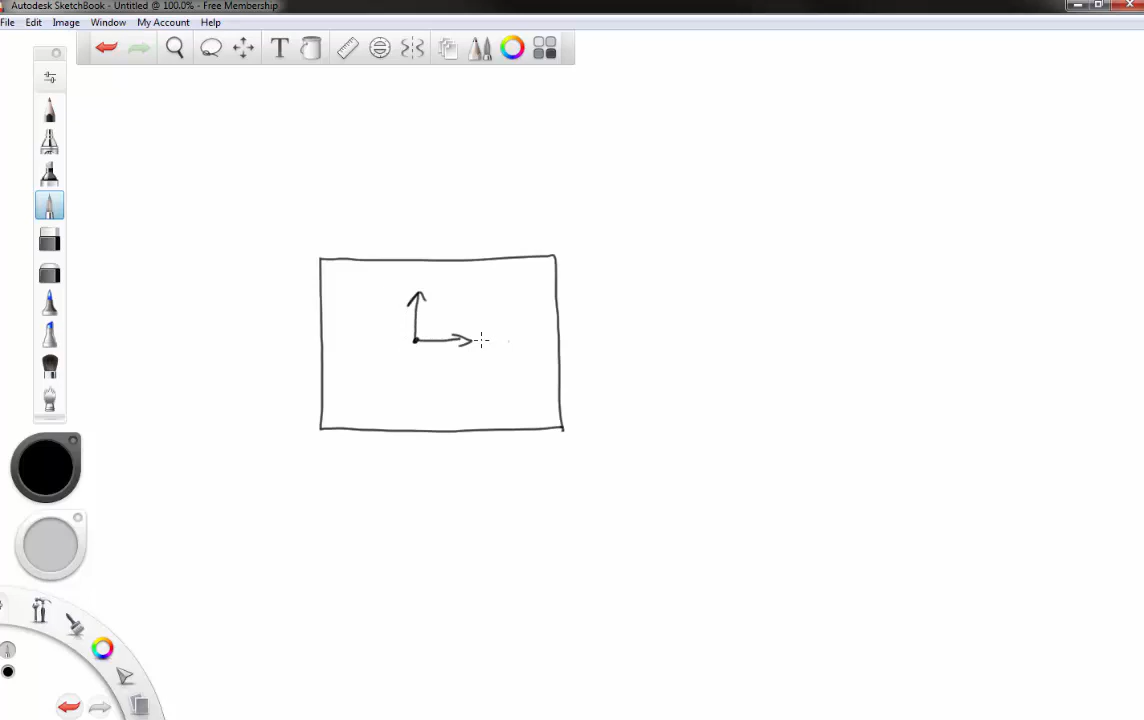 Autodesk SketchBook - Untitled @ 100.0% - Free Membership
File Edit Image Window My Account Help
T